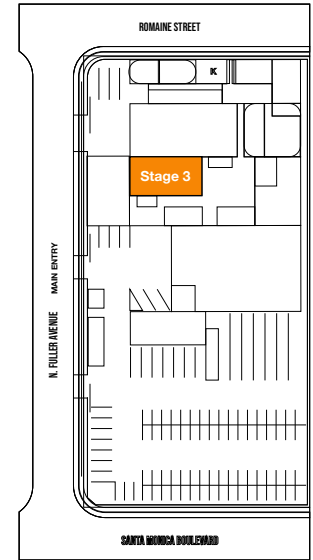 ROMAINE STREET
K
Stage 3
MAIN ENTRY
N. FULLER AVENUE
SANTA MONICA BOULEVARD